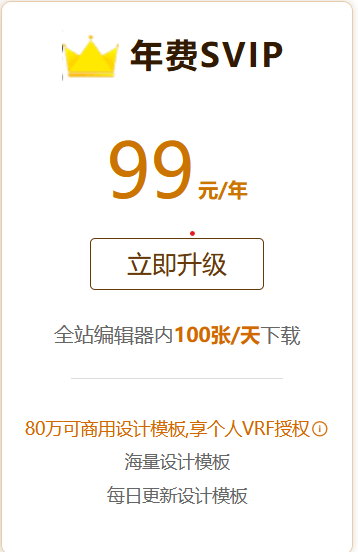 年费SVIP
99元/年
立即升级
全站编辑器内100张/天下载
80万可商用设计模板,享个人VRF授权
海量设计模板
每日更新设计模板